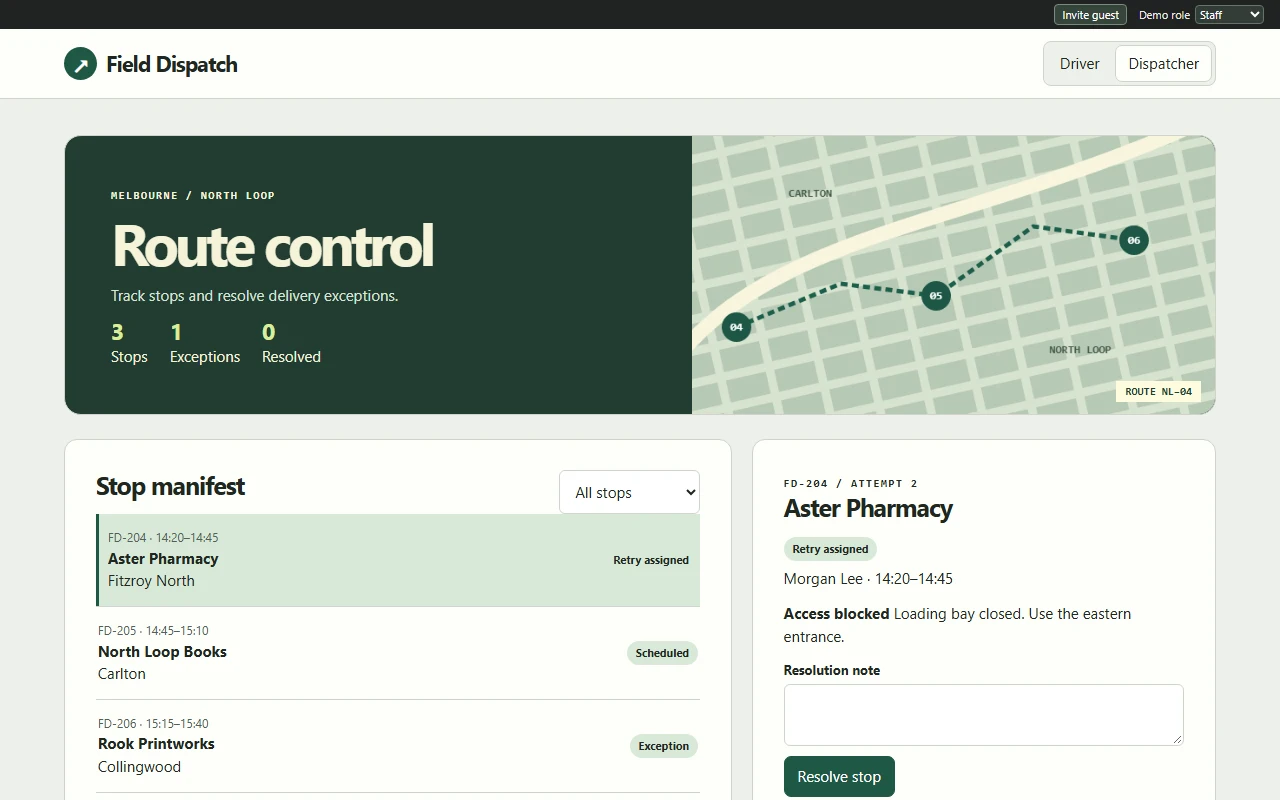 Invite guest
Demo role
Staff
Field Dispatch
Driver
Dispatcher
MELBOURNE / NORTH LOOP
Route control
Track stops and resolve delivery exceptions.
3
Stops
1
Exceptions
0
Resolved
CARLTON
04
05
06
NORTH LOOP
ROUTE NL-04
Stop manifest
All stops
FD-204 · 14:20–14:45
Aster Pharmacy
Fitzroy North
Retry assigned
FD-205 · 14:45–15:10
North Loop Books
Carlton
Scheduled
FD-206 · 15:15–15:40
Rook Printworks
Collingwood
Exception
FD-204 / ATTEMPT 2
Aster Pharmacy
Retry assigned
Morgan Lee · 14:20–14:45
Access blocked Loading bay closed. Use the eastern
entrance.
Resolution note
Resolve stop